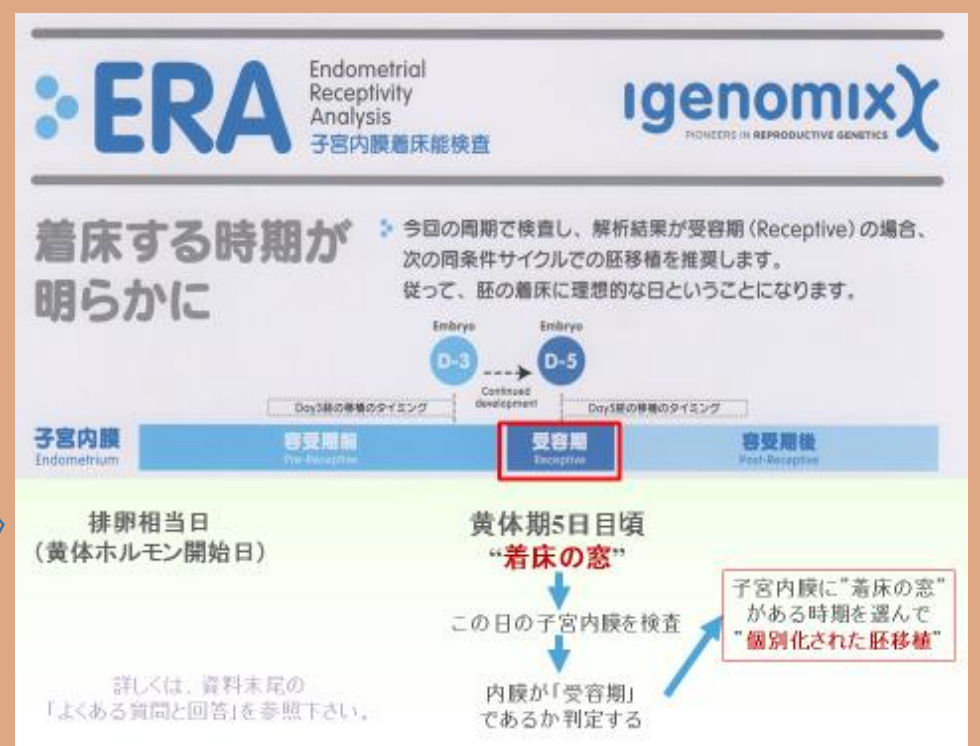 ERA
Endometrial
Receptivity
Analysis
子宮内膜着床能検査
Igenomix
PIONEERS IN REPRODUCTIVE GENETICS
着床する時期が
明らかに
今回の周期で検査し、解析結果が受容期(Receptive)の場合、
次の同条件サイクルでの胚移植を推奨します。
従って、胚の着床に理想的な日ということになります。
Embryo
Embryo
D-3
D-5
Continued
development
Day3胚の移植のタイミング
Day5胚の移植のタイミング
子宮内膜
Endometrium
容受期前
Pre-Receptive
受容期
Receptive
容受期後
Post-Receptive
排卵相当日
(黄体ホルモン開始日)
黄体期5日目頃
“着床の窓”
この日の子宮内膜を検査
内膜が「受容期」
であるか判定する
子宮内膜に”着床の窓”
がある時期を選んで
”個別化された胚移植”
詳しくは、資料末尾の
「よくある質問と回答」を参照下さい。